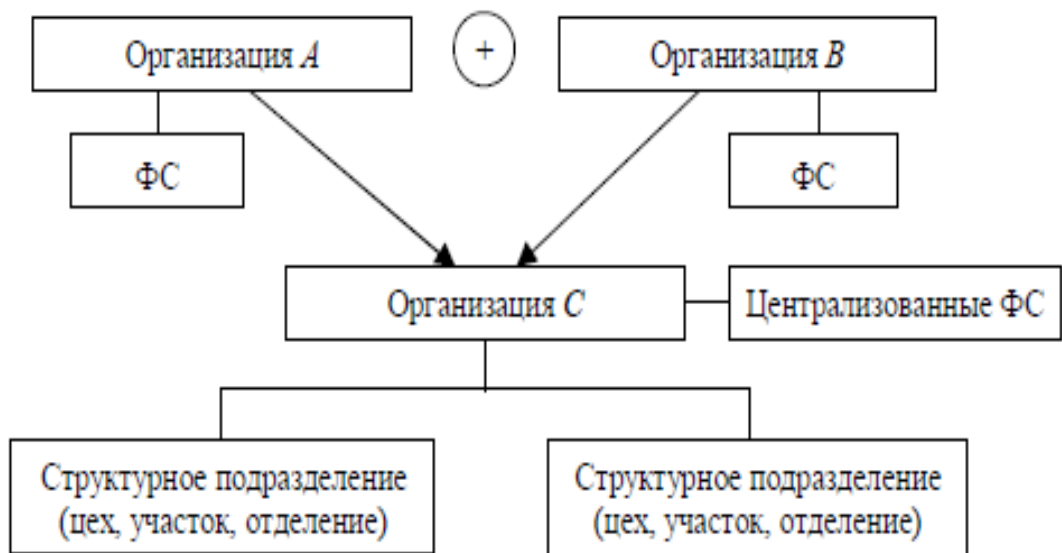 Организация A
+
Организация B
ФС
ФС
Организация C
Централизованные ФС
Структурное подразделение
(цех, участок, отделение)
Структурное подразделение
(цех, участок, отделение)